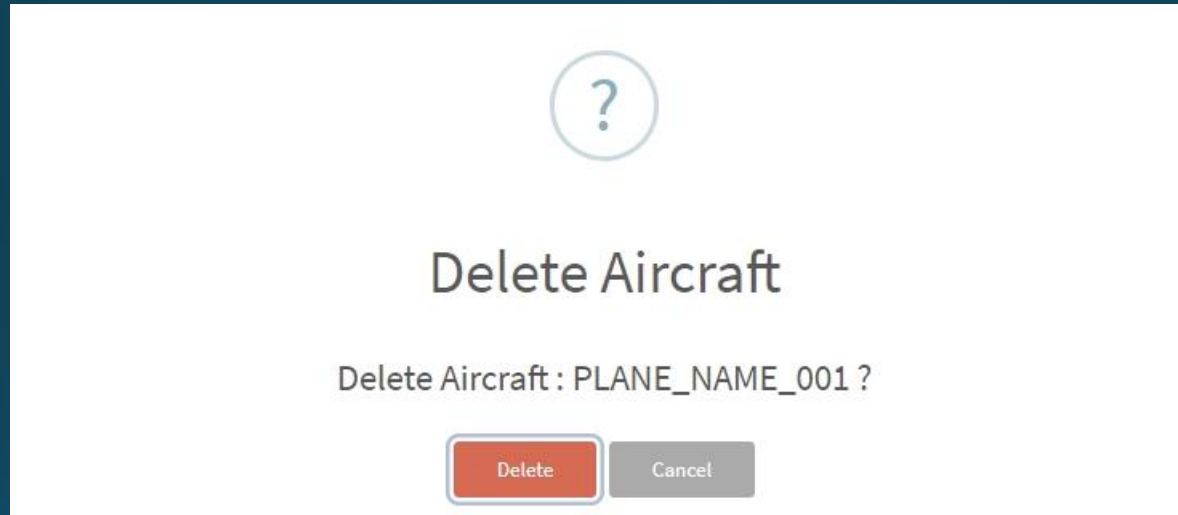 ?
Delete Aircraft
Delete Aircraft : PLANE_NAME_001 ?
Delete Cancel